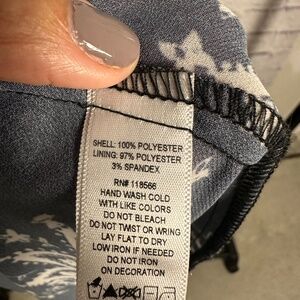 SHELL: 100% POLYESTER
LINING: 97% POLYESTER
3% SPANDEX
RN# 118566
HAND WASH COLD
WITH LIKE COLORS
DO NOT BLEACH
DO NOT TWIST OR WRING
LAY FLAT TO DRY
LOW IRON IF NEEDED
DO NOT IRON
ON DECORATION